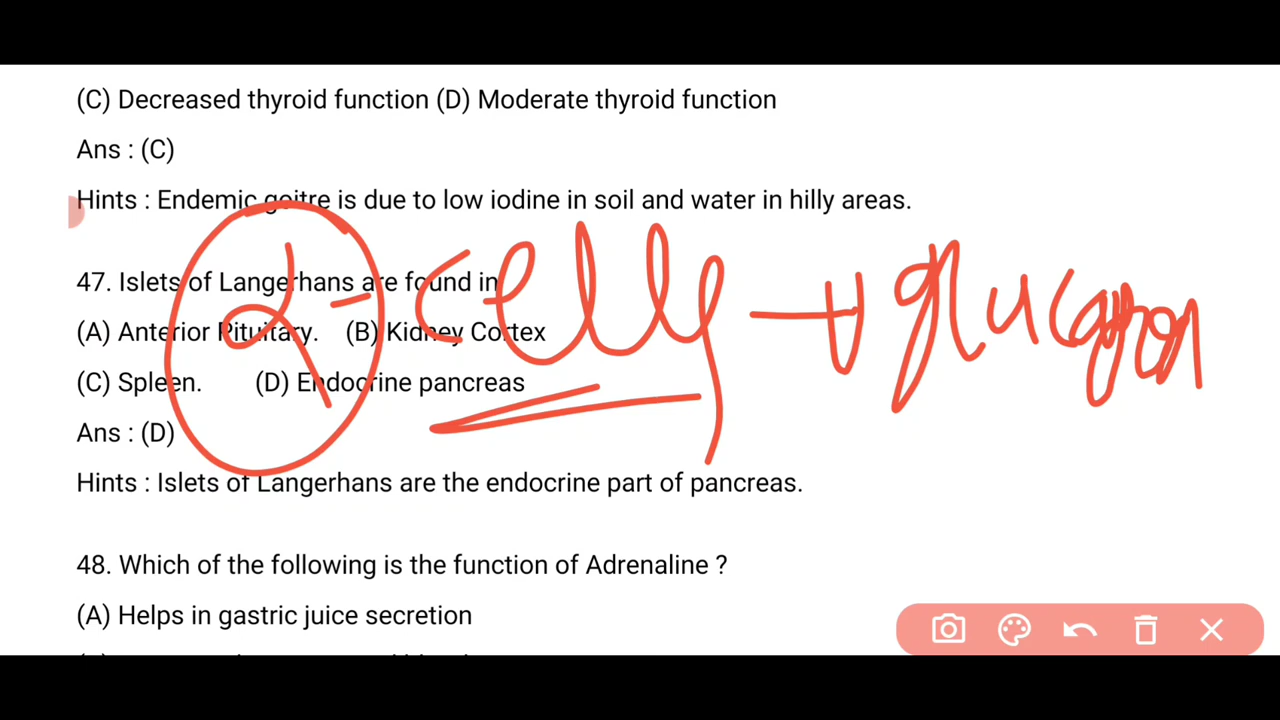 (C) Decreased thyroid function (D) Moderate thyroid function
Ans : (C)
Hints : Endemic goitre is due to low iodine in soil and water in hilly areas.
47. Islets of Langerhans are found in
α - cells → glucagon
(A) Anterior Pituitary. (B) Kidney Cortex
(C) Spleen. (D) Endocrine pancreas
Ans : (D)
Hints : Islets of Langerhans are the endocrine part of pancreas.
48. Which of the following is the function of Adrenaline ?
(A) Helps in gastric juice secretion